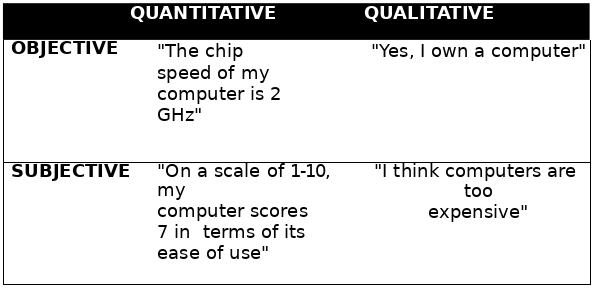 QUANTITATIVE QUALITATIVE
OBJECTIVE
"The chip
speed of my
computer is 2
GHz"
"Yes, I own a computer"
SUBJECTIVE
"On a scale of 1-10,
my
computer scores
7 in  terms of its
ease of use"
"I think computers are
too
expensive"